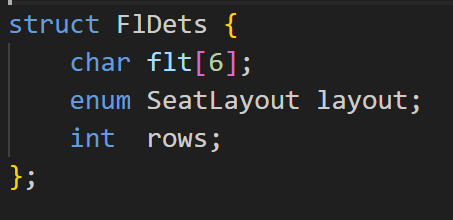 struct FlDets {
    char flt[6];
    enum SeatLayout layout;
    int  rows;
};